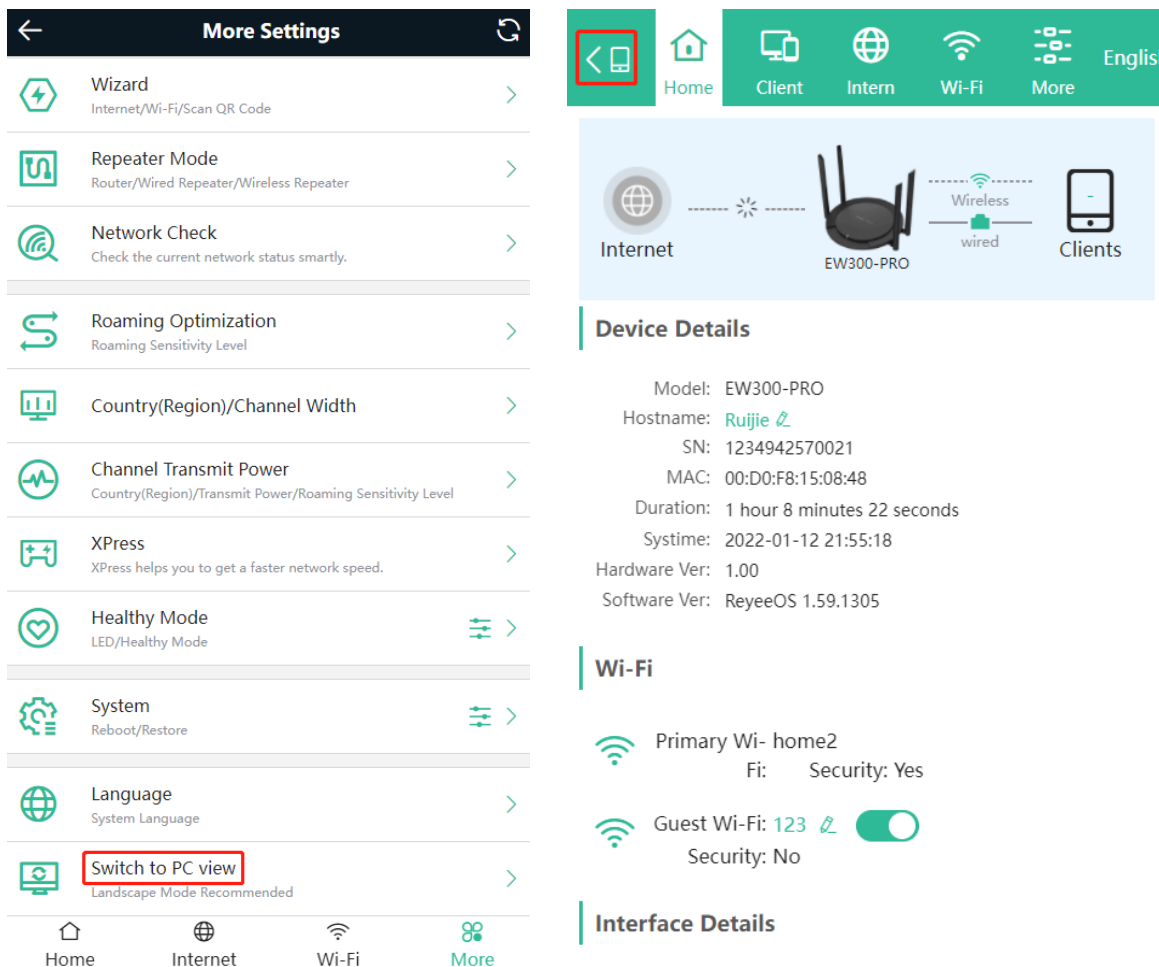 More Settings
Wizard
Internet/Wi-Fi/Scan QR Code
Repeater Mode
Router/Wired Repeater/Wireless Repeater
Network Check
Check the current network status smartly.
Roaming Optimization
Roaming Sensitivity Level
Country(Region)/Channel Width
Channel Transmit Power
Country(Region)/Transmit Power/Roaming Sensitivity Level
XPress
XPress helps you to get a faster network speed.
Healthy Mode
LED/Healthy Mode
System
Reboot/Restore
Language
System Language
Switch to PC view
Landscape Mode Recommended
Home Internet Wi-Fi More
Home Client Intern Wi-Fi More Englis
Wireless
wired
Internet
EW300-PRO
Clients
Device Details
Model: EW300-PRO
Hostname: Ruijie
SN: 1234942570021
MAC: 00:D0:F8:15:08:48
Duration: 1 hour 8 minutes 22 seconds
Systime: 2022-01-12 21:55:18
Hardware Ver: 1.00
Software Ver: ReyeeOS 1.59.1305
Wi-Fi
Primary Wi- home2
Fi: Security: Yes
Guest Wi-Fi: 123
Security: No
Interface Details